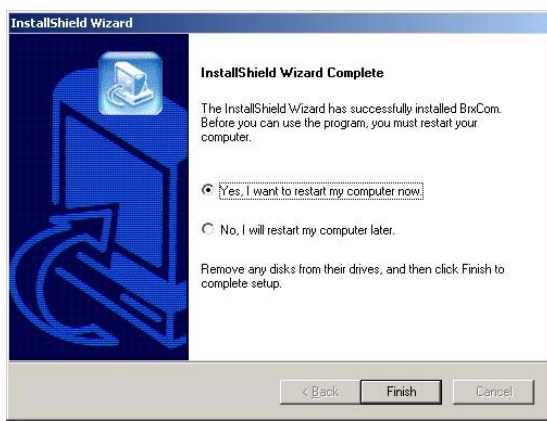 InstallShield Wizard
InstallShield Wizard Complete
The InstallShield Wizard has successfully installed BrxCom.
Before you can use the program, you must restart your
computer.
Yes, I want to restart my computer now.
No, I will restart my computer later.
Remove any disks from their drives, and then click Finish to
complete setup.
< Back
Finish
Cancel